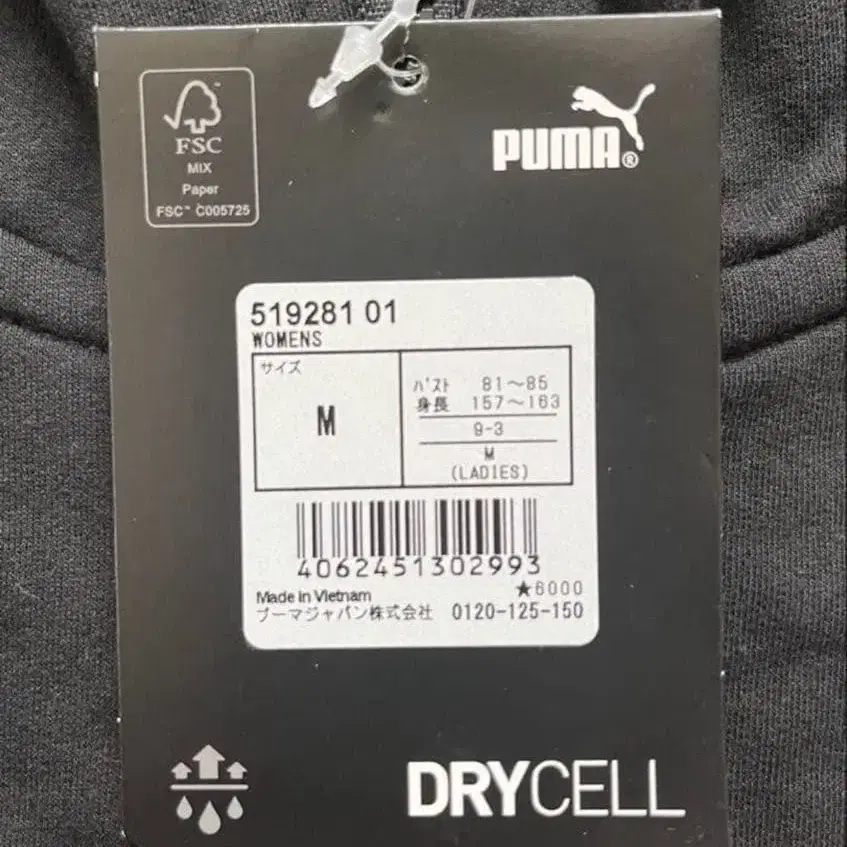 FSC
MIX
Paper
FSC™ C005725
PUMA®
519281 01
WOMENS
サイズ
M
バスト 81～85
身長 157～163
9-3
M
(LADIES)
4062451302993
★6000
Made in Vietnam
プーマジャパン株式会社 0120-125-150
DRYCELL